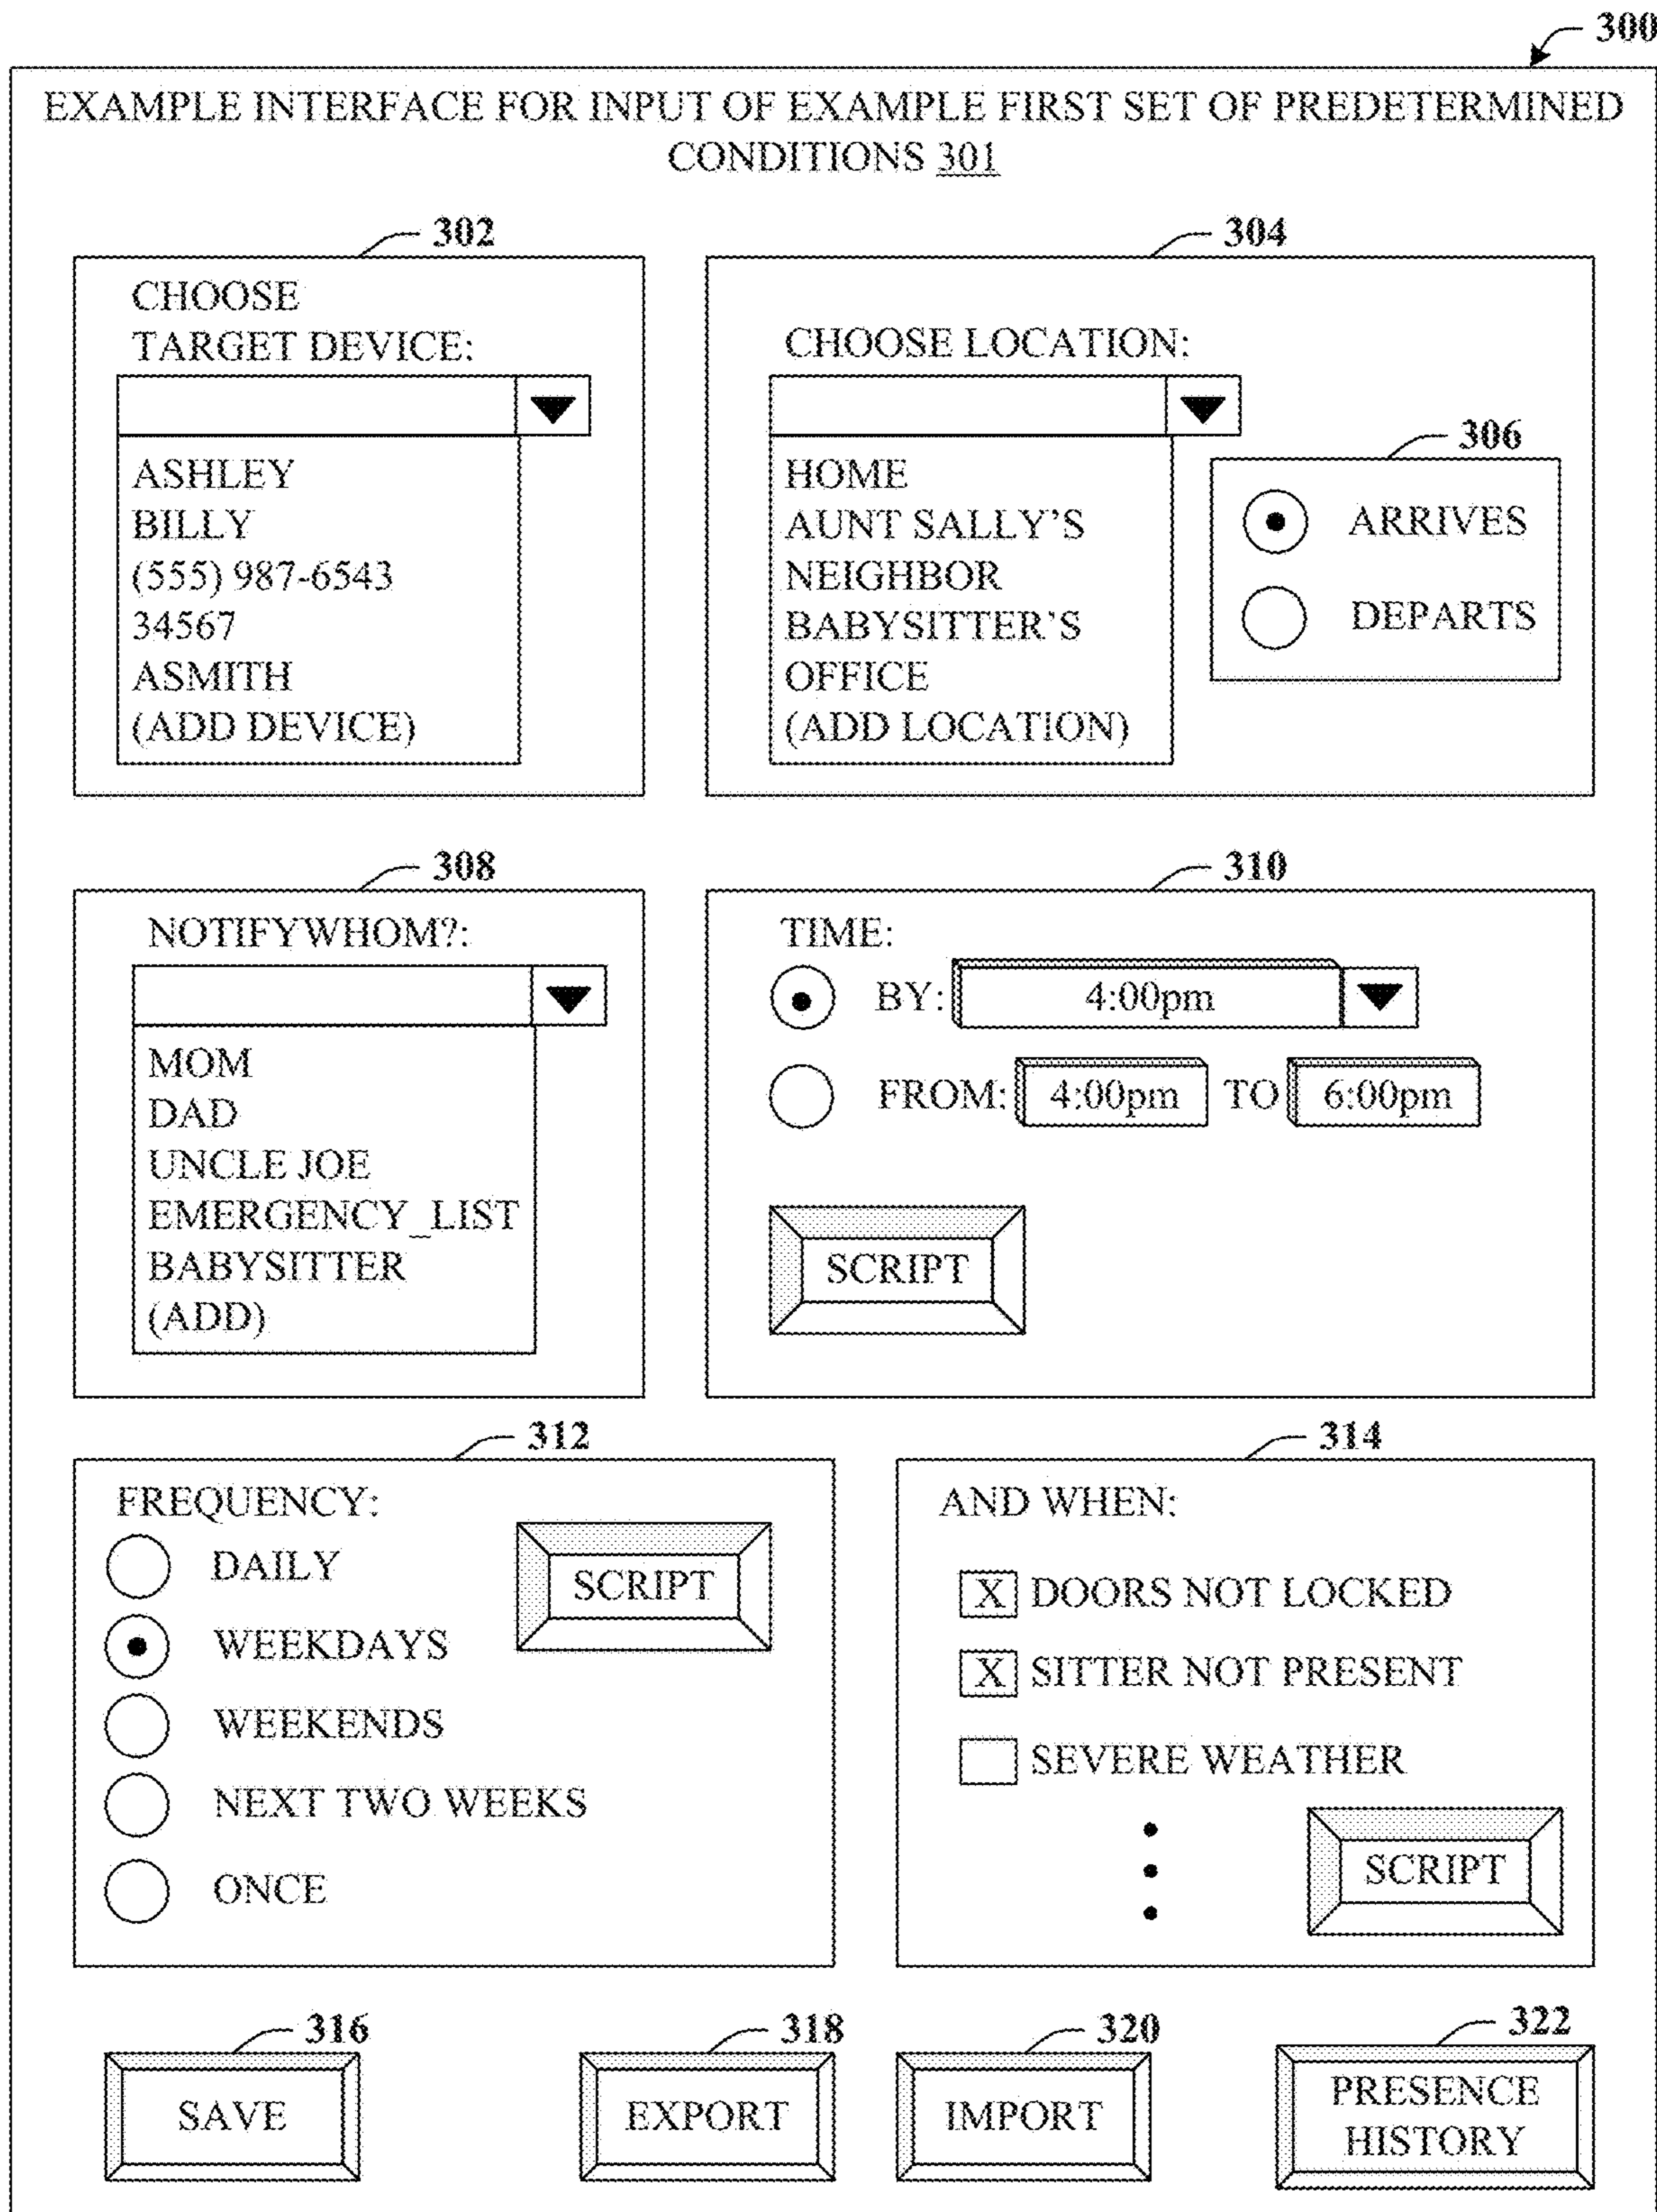 300
EXAMPLE INTERFACE FOR INPUT OF EXAMPLE FIRST SET OF PREDETERMINED
CONDITIONS 301
302
CHOOSE
TARGET DEVICE:
ASHLEY
BILLY
(555) 987-6543
34567
ASMITH
(ADD DEVICE)
304
CHOOSE LOCATION:
HOME
AUNT SALLY'S
NEIGHBOR
BABYSITTER'S
OFFICE
(ADD LOCATION)
306
ARRIVES
DEPARTS
308
NOTIFYWHOM?:
MOM
DAD
UNCLE JOE
EMERGENCY_LIST
BABYSITTER
(ADD)
310
TIME:
BY: 4:00pm
FROM: 4:00pm TO 6:00pm
SCRIPT
312
FREQUENCY:
DAILY
WEEKDAYS
WEEKENDS
NEXT TWO WEEKS
ONCE
SCRIPT
314
AND WHEN:
X DOORS NOT LOCKED
X SITTER NOT PRESENT
SEVERE WEATHER
SCRIPT
316
SAVE
318
EXPORT
320
IMPORT
322
PRESENCE
HISTORY